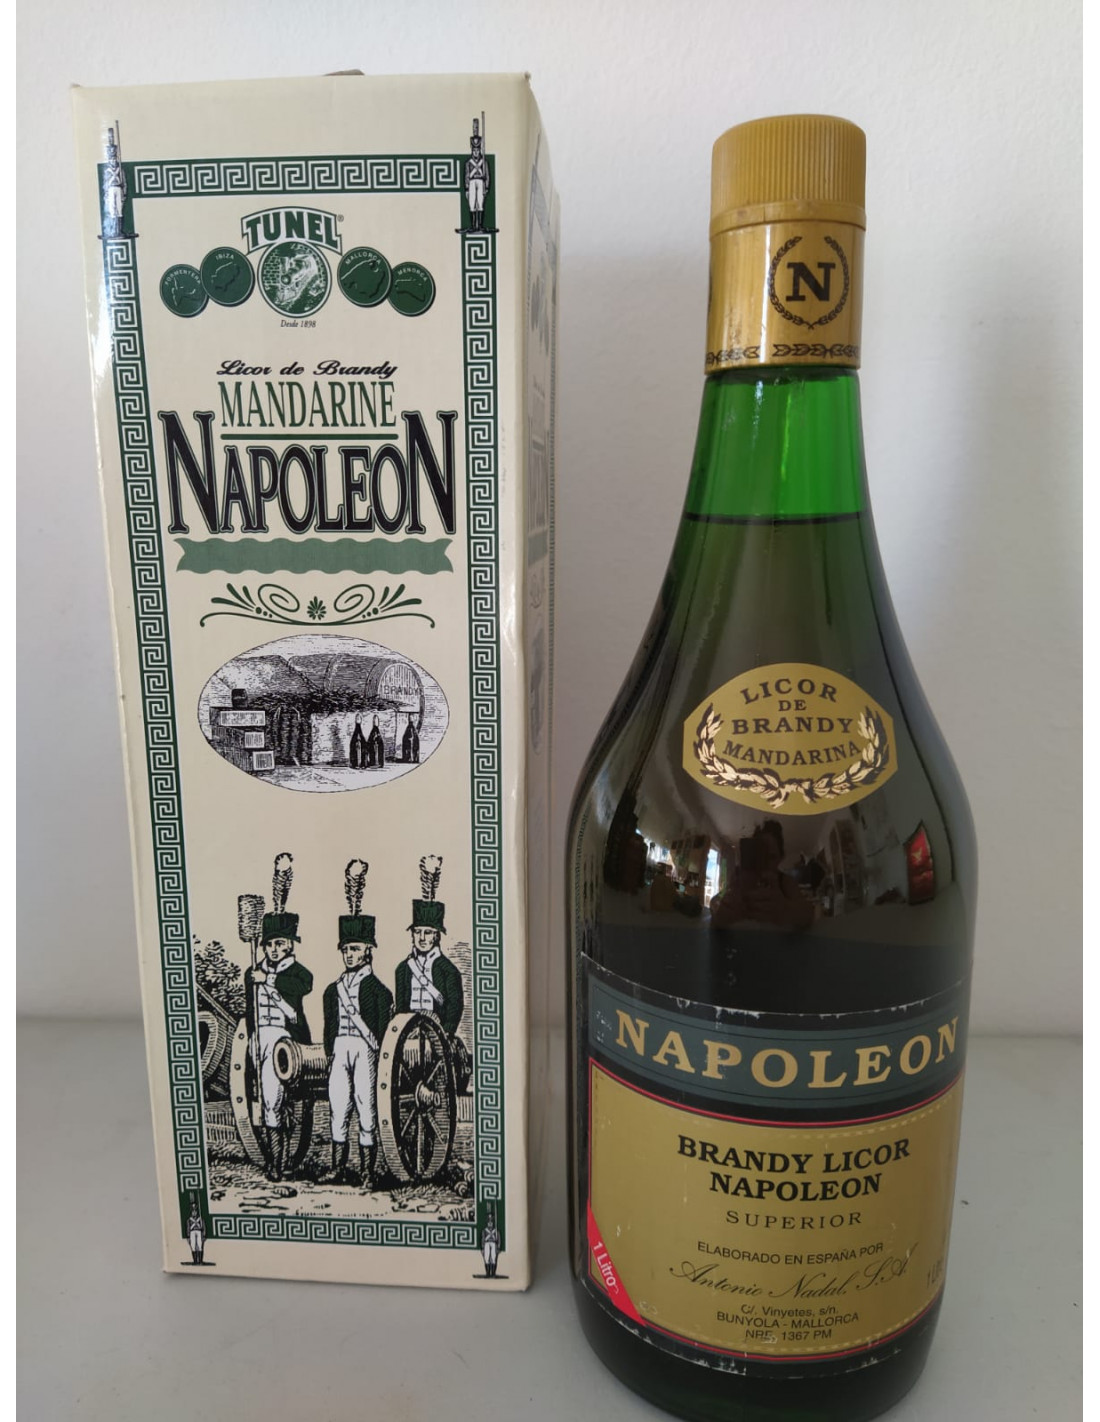 TUNEL®
FORMENTERA
IBIZA
MALLORCA
MENORCA
Desde 1898
Licor de Brandy
MANDARINE
NAPOLEON
BRANDY
N
LICOR
DE
BRANDY
MANDARINA
NAPOLEON
BRANDY LICOR
NAPOLEON
SUPERIOR
ELABORADO EN ESPAÑA POR
Antonio Nadal, S.A.
C/. Vinyetes, s/n.
BUNYOLA - MALLORCA
NRE. 1367 PM
1 Litro